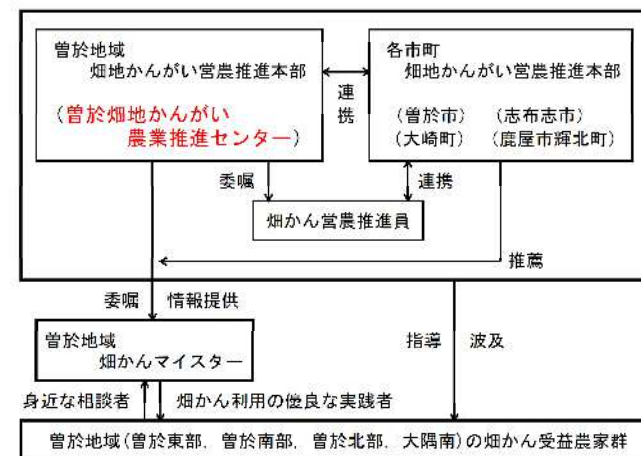 曽於地域
畑地かんがい営農推進本部
(曽於畑地かんがい
農業推進センター)
連携
各市町
畑地かんがい営農推進本部
(曽於市) (志布志市)
(大崎町) (鹿屋市輝北町)
委嘱
連携
畑かん営農推進員
推薦
委嘱 情報提供
曽於地域
畑かんマイスター
指導 波及
身近な相談者 畑かん利用の優良な実践者
曽於地域(曽於東部．曽於南部．曽於北部．大隅南)の畑かん受益農家群